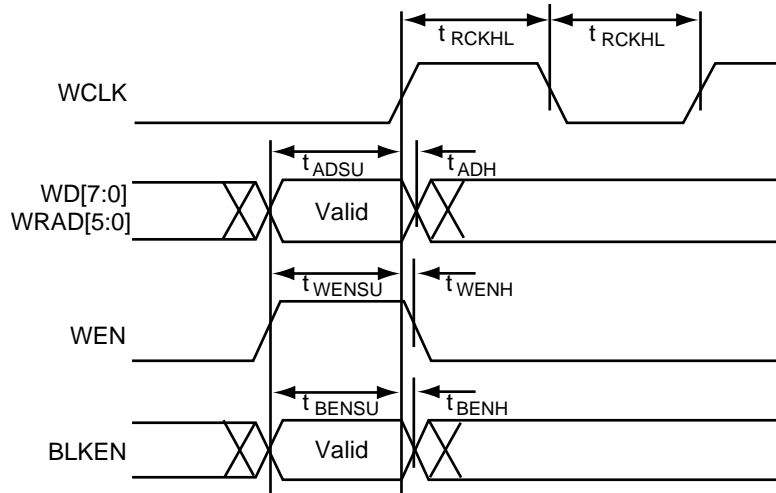 t RCKHL t RCKHL
WCLK
t ADSU t ADH
WD[7:0]
WRAD[5:0]
Valid
t WENSU t WENH
WEN
t BENSU t BENH
BLKEN
Valid